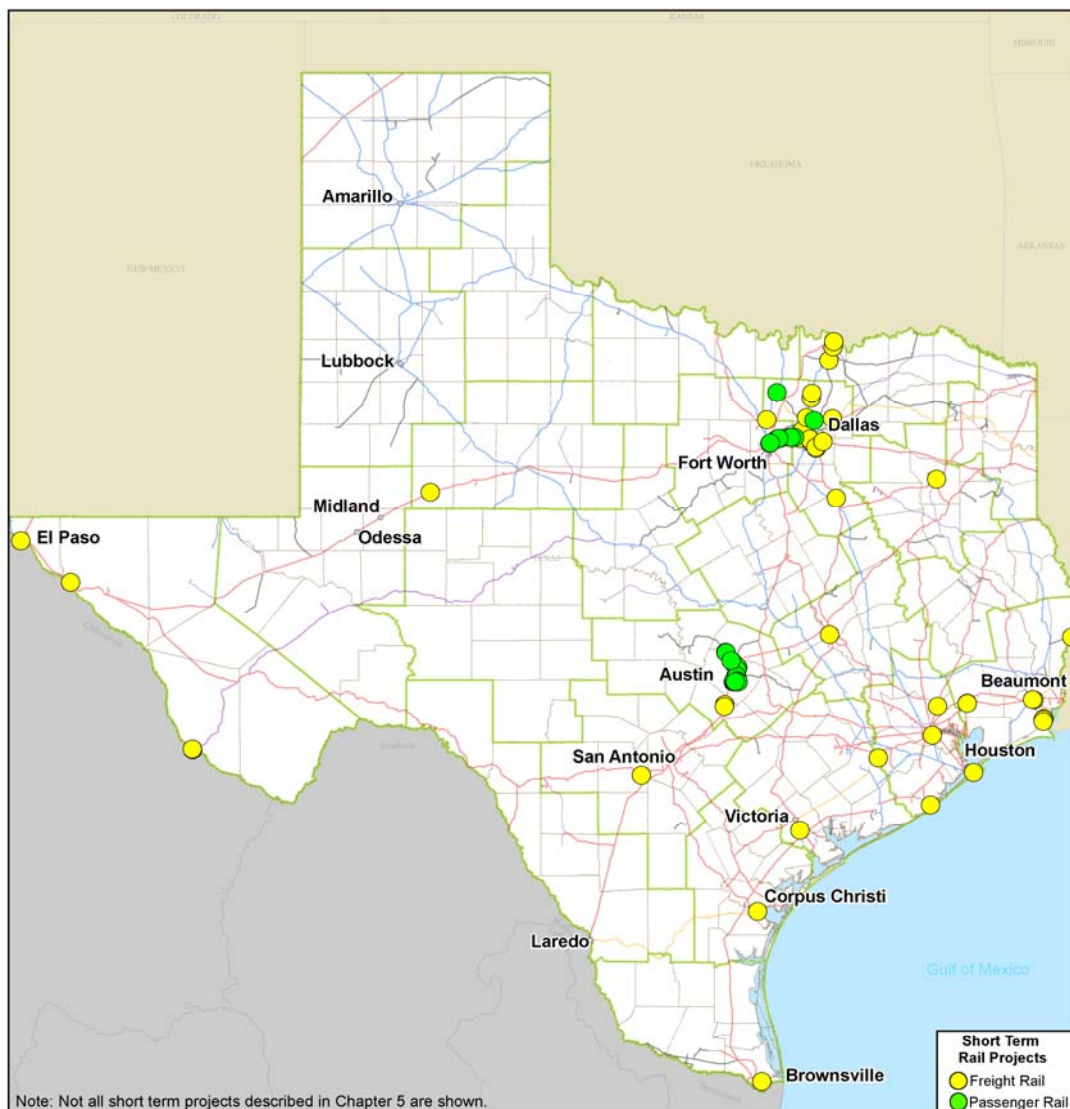 COLORADO
KANSAS
MISSOURI
OKLAHOMA
Amarillo
ARKANSAS
NEW MEXICO
Lubbock
Dallas
Fort Worth
Midland
Odessa
El Paso
TEXAS
Austin
Beaumont
Houston
San Antonio
Victoria
Corpus Christi
Laredo
Gulf of Mexico
Brownsville
Short Term
Rail Projects
Freight Rail
Passenger Rail
Note: Not all short term projects described in Chapter 5 are shown.